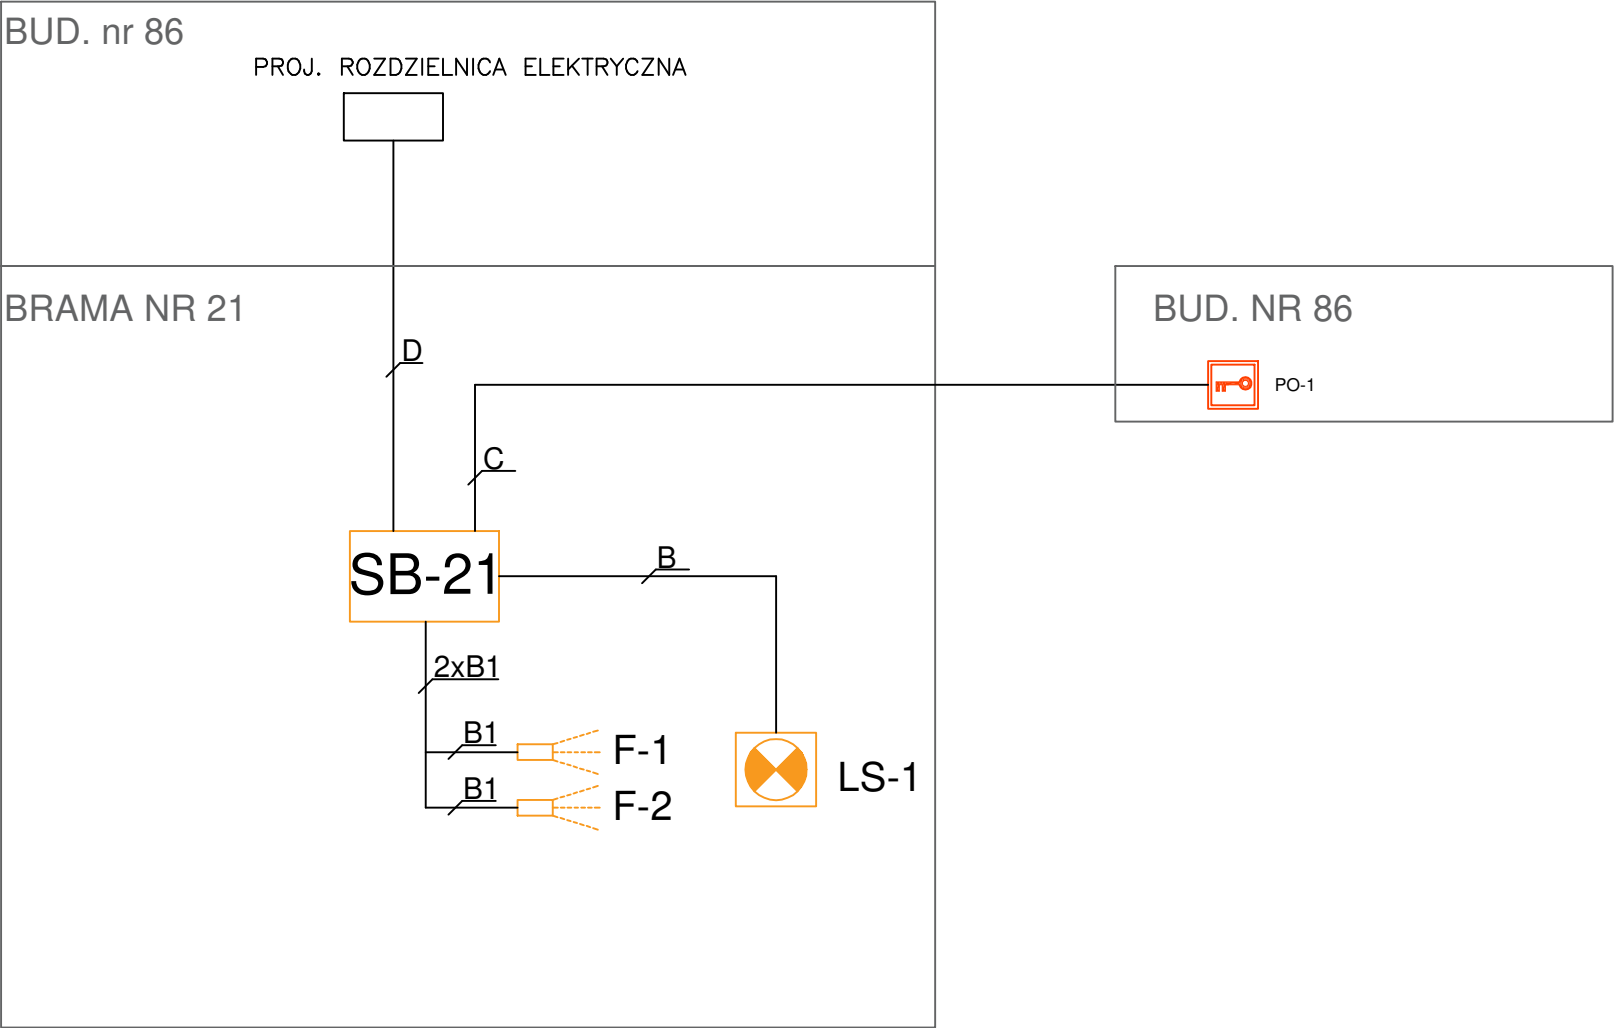 BUD. nr 86
PROJ. ROZDZIELNICA ELEKTRYCZNA
BRAMA NR 21
BUD. NR 86
D
PO-1
C
B
SB-21
2xB1
B1
F-1
B1
F-2
LS-1